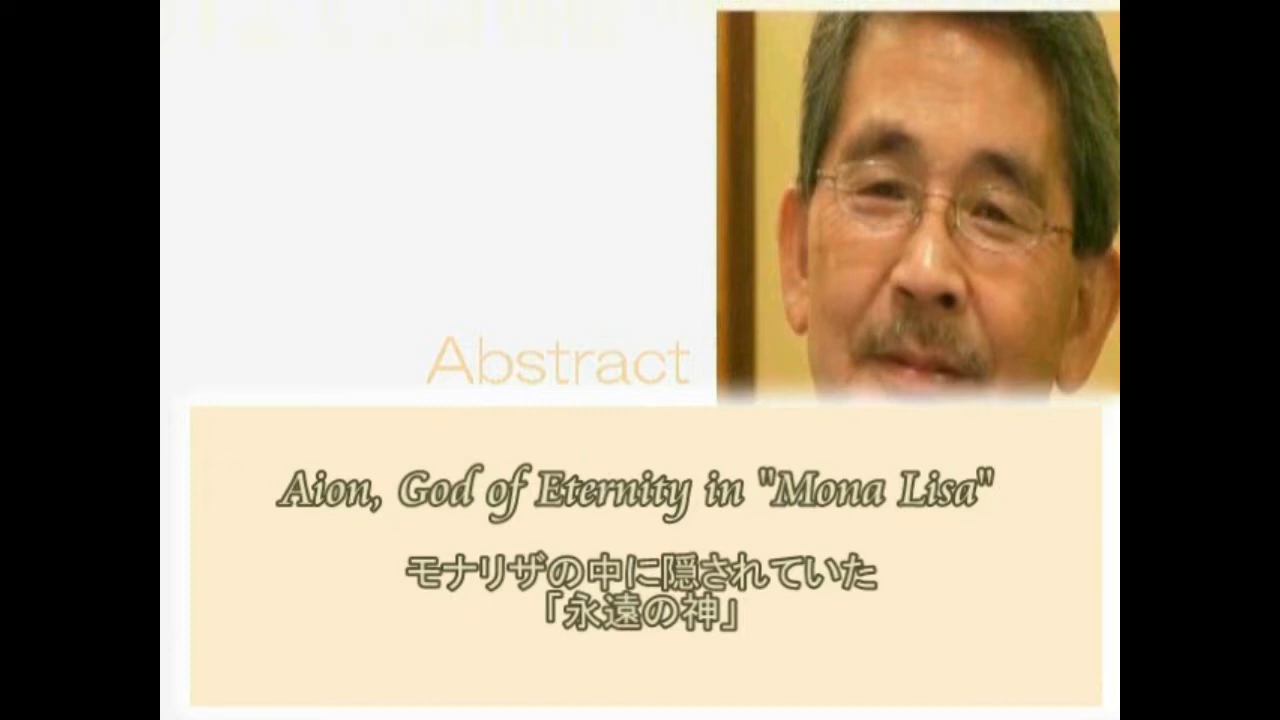 Abstract
Aion, God of Eternity in "Mona Lisa"
モナリザの中に隠されていた
「永遠の神」